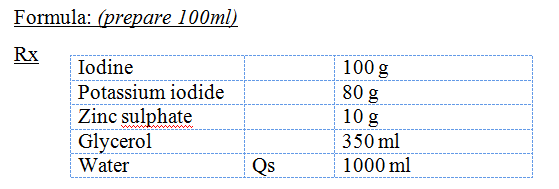 Formula: (prepare 100ml)
Rx
Iodine 100 g
Potassium iodide 80 g
Zinc sulphate 10 g
Glycerol 350 ml
Water Qs 1000 ml